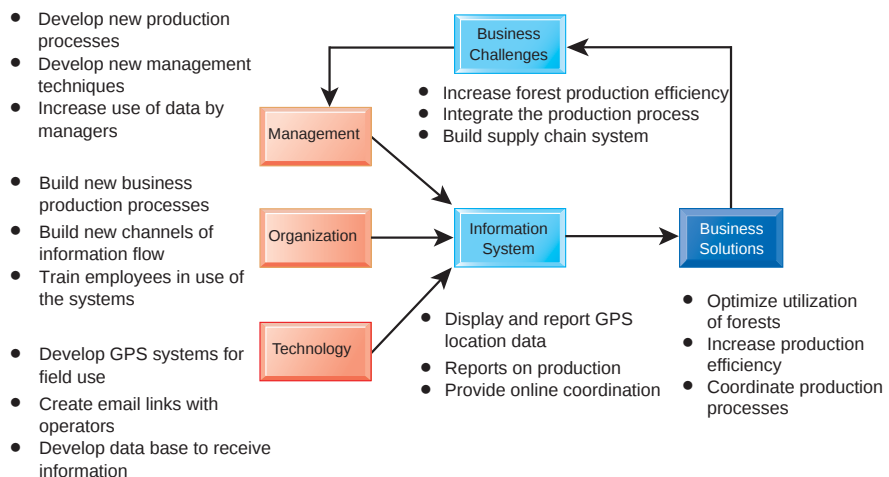 • Develop new production
processes
• Develop new management
techniques
• Increase use of data by
managers
Business
Challenges
• Increase forest production efficiency
• Integrate the production process
• Build supply chain system
Management
• Build new business
production processes
• Build new channels of
information flow
• Train employees in use of
the systems
Organization
Information
System
Business
Solutions
• Develop GPS systems for
field use
• Create email links with
operators
• Develop data base to receive
information
Technology
• Display and report GPS
location data
• Reports on production
• Provide online coordination
• Optimize utilization
of forests
• Increase production
efficiency
• Coordinate production
processes